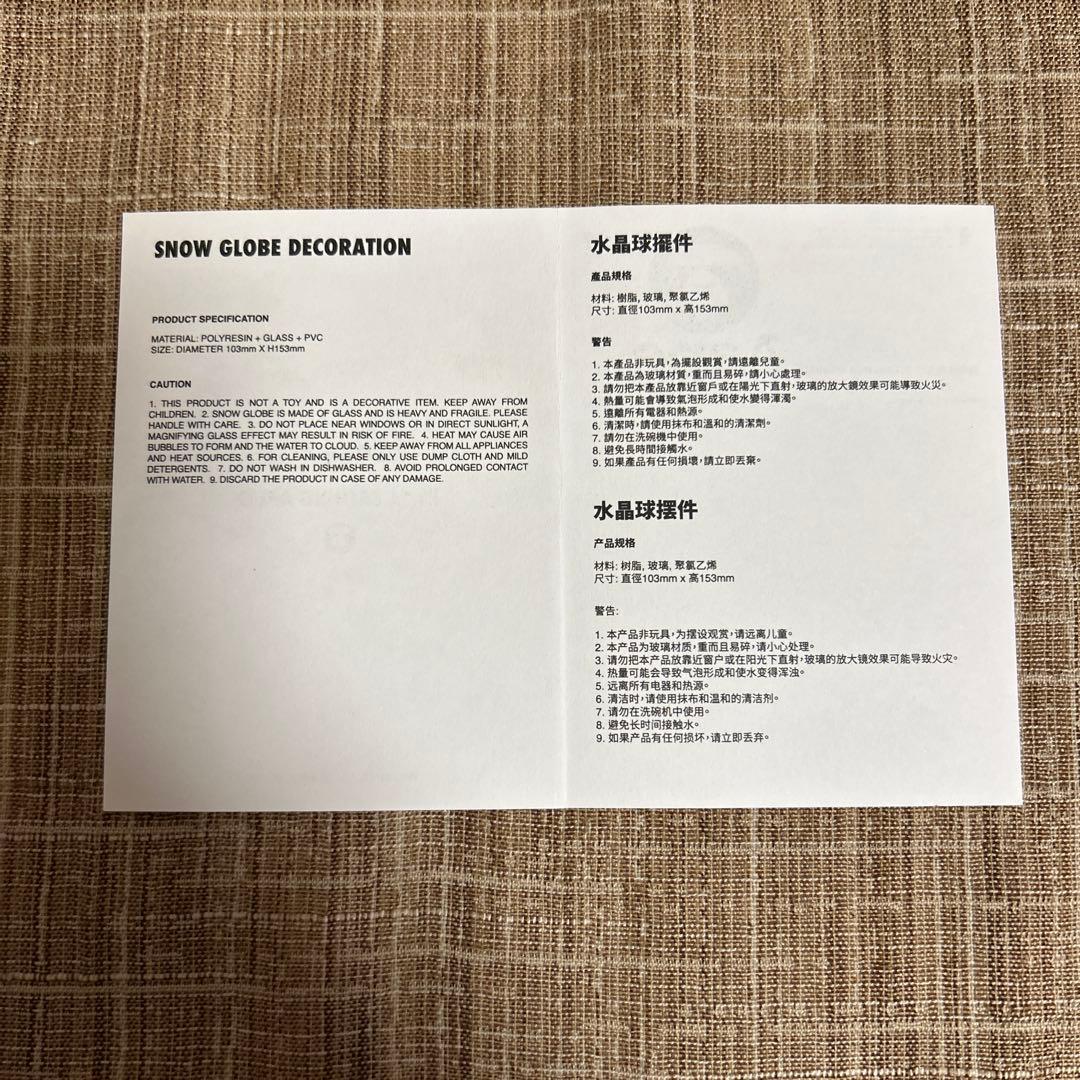 SNOW GLOBE DECORATION
PRODUCT SPECIFICATION
MATERIAL: POLYRESIN + GLASS + PVC
SIZE: DIAMETER 103mm X H153mm
CAUTION
1. THIS PRODUCT IS NOT A TOY AND IS A DECORATIVE ITEM. KEEP AWAY FROM
CHILDREN. 2. SNOW GLOBE IS MADE OF GLASS AND IS HEAVY AND FRAGILE. PLEASE
HANDLE WITH CARE. 3. DO NOT PLACE NEAR WINDOWS OR IN DIRECT SUNLIGHT, A
MAGNIFYING GLASS EFFECT MAY RESULT IN RISK OF FIRE. 4. HEAT MAY CAUSE AIR
BUBBLES TO FORM AND THE WATER TO CLOUD. 5. KEEP AWAY FROM ALL APPLIANCES
AND HEAT SOURCES. 6. FOR CLEANING, PLEASE ONLY USE DUMP CLOTH AND MILD
DETERGENTS. 7. DO NOT WASH IN DISHWASHER. 8. AVOID PROLONGED CONTACT
WITH WATER. 9. DISCARD THE PRODUCT IN CASE OF ANY DAMAGE.
水晶球擺件
產品規格
材料: 樹脂, 玻璃, 聚氯乙烯
尺寸: 直徑103mm x 高153mm
警告
1. 本產品非玩具，為擺設觀賞，請遠離兒童。
2. 本產品為玻璃材質，重而且易碎，請小心處理。
3. 請勿把本產品放靠近窗戶或在陽光下直射，玻璃的放大鏡效果可能導致火災。
4. 熱量可能會導致氣泡形成和使水變得渾濁。
5. 遠離所有電器和熱源。
6. 清潔時，請使用抹布和溫和的清潔劑。
7. 請勿在洗碗機中使用。
8. 避免長時間接觸水。
9. 如果產品有任何損壞，請立即丟棄。
水晶球摆件
产品规格
材料: 树脂, 玻璃, 聚氯乙烯
尺寸: 直徑103mm x 高153mm
警告:
1. 本产品非玩具，为摆设观赏，请远离儿童。
2. 本产品为玻璃材质，重而且易碎，请小心处理。
3. 请勿把本产品放靠近窗户或在阳光下直射，玻璃的放大镜效果可能导致火灾。
4. 热量可能会导致气泡形成和使水变得浑浊。
5. 远离所有电器和热源。
6. 清洁时，请使用抹布和温和的清洁剂。
7. 请勿在洗碗机中使用。
8. 避免长时间接触水。
9. 如果产品有任何损坏，请立即丢弃。